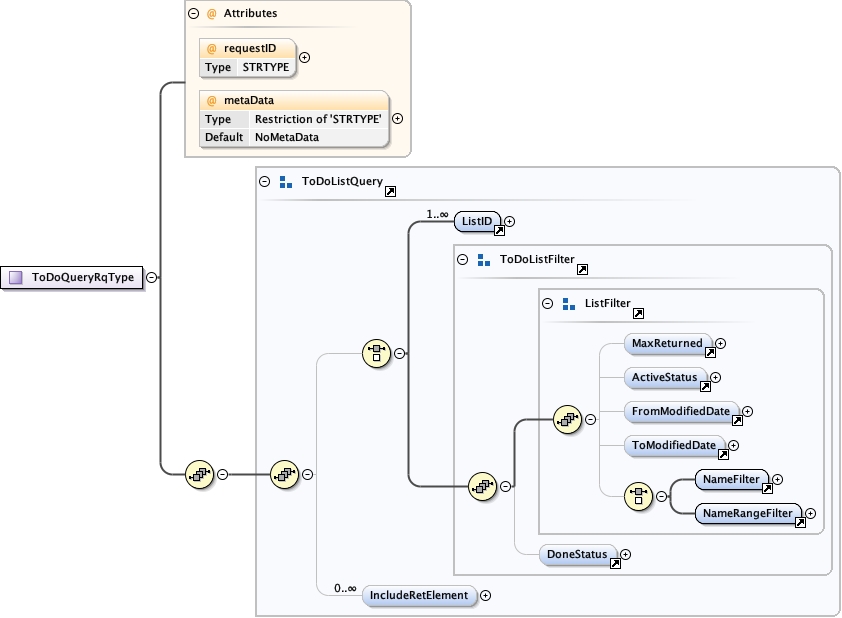 @ Attributes
@ requestID
Type STRTYPE
@ metaData
Type Restriction of 'STRTYPE'
Default NoMetaData
ToDoListQuery
1..∞ ListID
ToDoListFilter
ToDoQueryRqType
ListFilter
MaxReturned
ActiveStatus
FromModifiedDate
ToModifiedDate
NameFilter
NameRangeFilter
DoneStatus
0..∞ IncludeRetElement